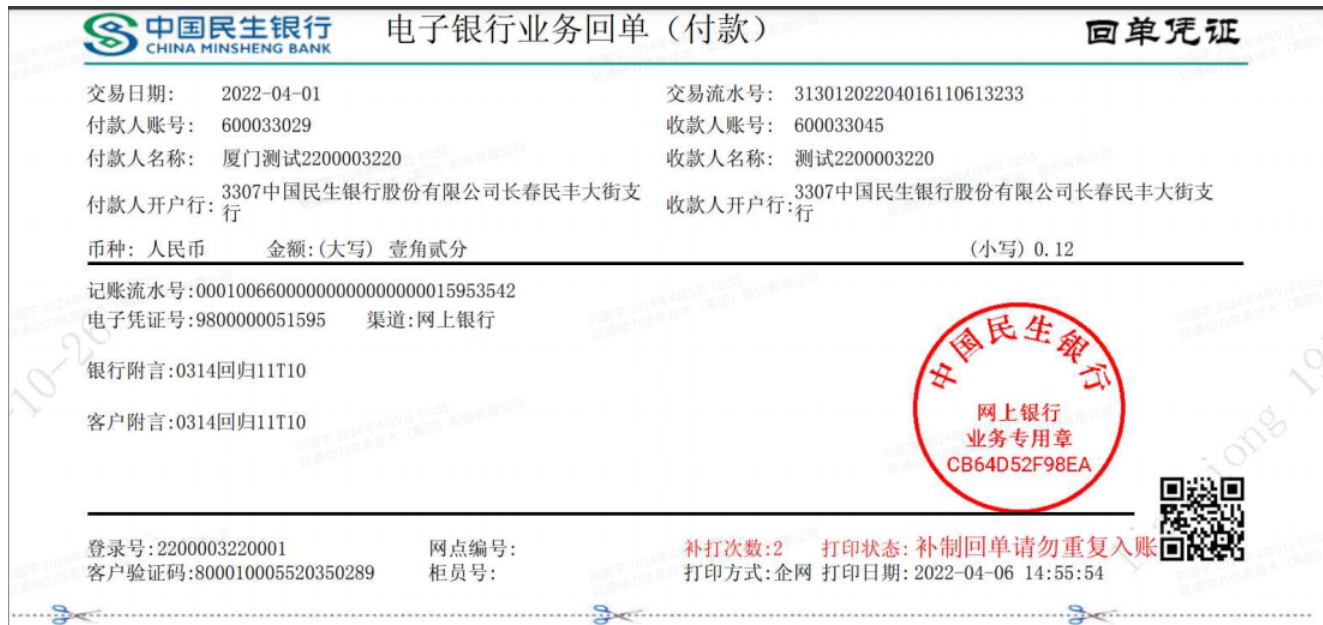 中国民生银行
CHINA MINSHENG BANK
电子银行业务回单（付款）
回单凭证
交易日期: 2022-04-01
交易流水号: 31301202204016110613233
付款人账号: 600033029
收款人账号: 600033045
付款人名称: 厦门测试2200003220
收款人名称: 测试2200003220
付款人开户行: 3307中国民生银行股份有限公司长春民丰大街支
行
收款人开户行: 3307中国民生银行股份有限公司长春民丰大街支
行
币种: 人民币 金额:(大写) 壹角贰分 (小写) 0.12
电子凭证号:9800000051595 渠道:网上银行
银行附言:0314回归11T10
客户附言:0314回归11T10
中国民生银行
网上银行
业务专用章
CB64D52F98EA
登录号:2200003220001 网点编号:
补打次数:2 打印状态:补制回单请勿重复入账
客户验证码:800010005520350289 柜员号:
打印方式:企网 打印日期:2022-04-06 14:55:54